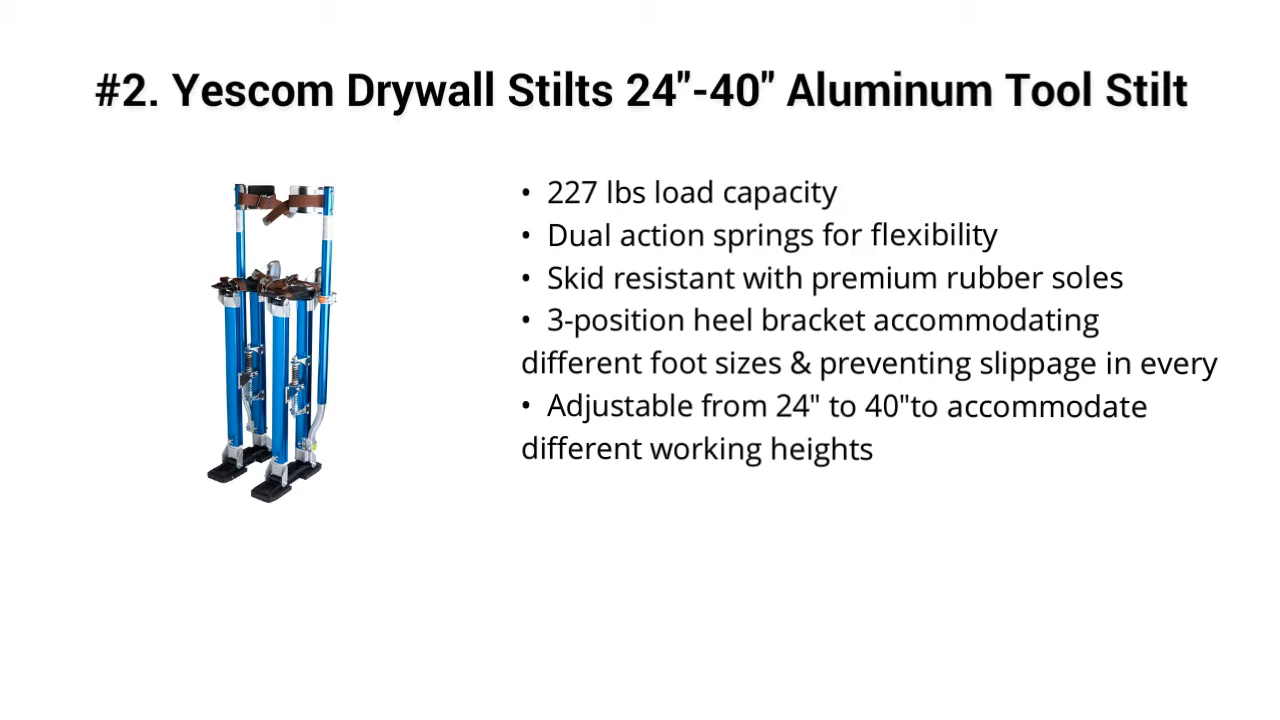 #2. Yescom Drywall Stilts 24"-40" Aluminum Tool Stilt
• 227 lbs load capacity
• Dual action springs for flexibility
• Skid resistant with premium rubber soles
• 3-position heel bracket accommodating
different foot sizes & preventing slippage in every
• Adjustable from 24" to 40"to accommodate
different working heights